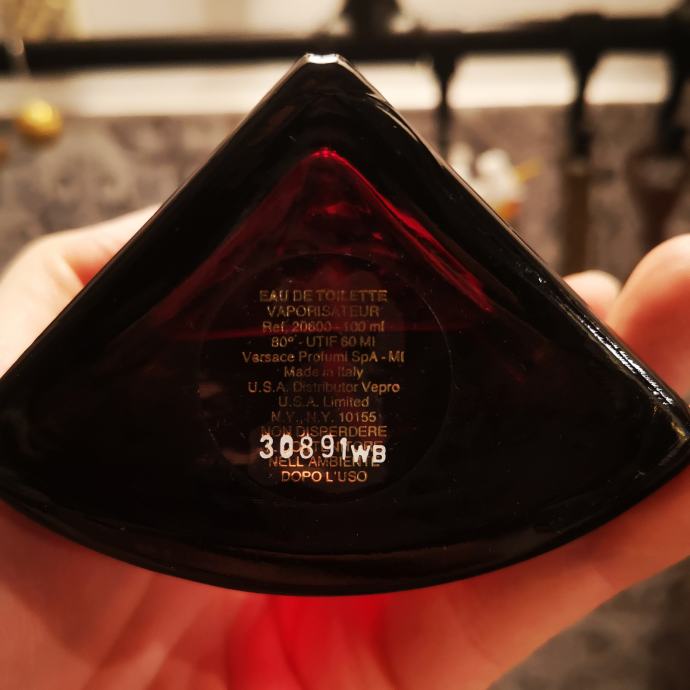 EAU DE TOILETTE
VAPORISATEUR
Ref. 20600 - 100 ml
80° - UTIF 60 MI
Versace Profumi SpA - MI
Made in Italy
U.S.A. Distributor Vepro
U.S.A. Limited
N.Y., N.Y. 10155
NON DISPERDERE
30891WB
NELL'AMBIENTE
DOPO L'USO